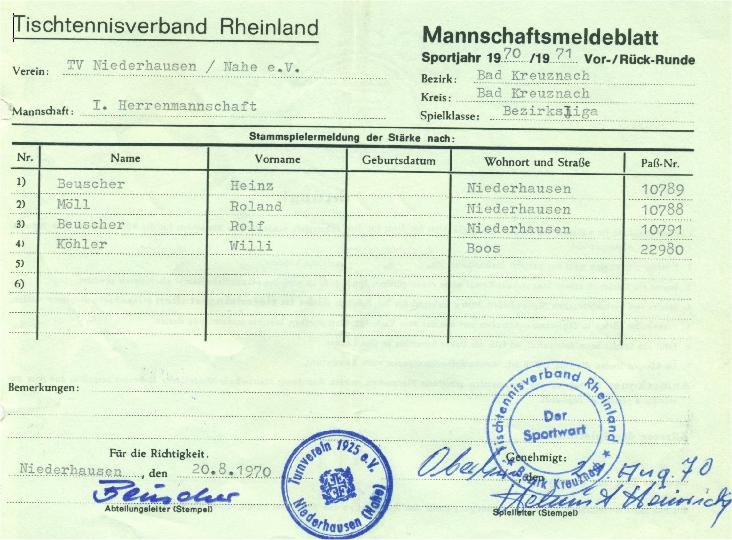 Tischtennisverband Rheinland
Mannschaftsmeldeblatt
Sportjahr 1970 /1971 Vor-/Rück-Runde
Verein: TV Niederhausen / Nahe e.V.
Bezirk: Bad Kreuznach
Kreis: Bad Kreuznach
Mannschaft: I. Herrenmannschaft
Spielklasse: Bezirksliga
Stammspielermeldung der Stärke nach:
Nr. Name Vorname Geburtsdatum Wohnort und Straße Paß-Nr.
1) Beuscher Heinz Niederhausen 10789
2) Möll Roland Niederhausen 10788
3) Beuscher Rolf Niederhausen 10791
4) Köhler Willi Boos 22980
5)
6)
Bemerkungen:
Tischtennisverband Rheinland
Der
Sportwart
Bezirk Kreuznach
Turnverein 1925 e.V.
Niederhausen (Nahe)
Für die Richtigkeit.
Genehmigt:
Niederhausen , den 20.8.1970
den Aug 70
Beuscher
Helmut
Abteilungsleiter (Stempel)
Spielleiter (Stempel)